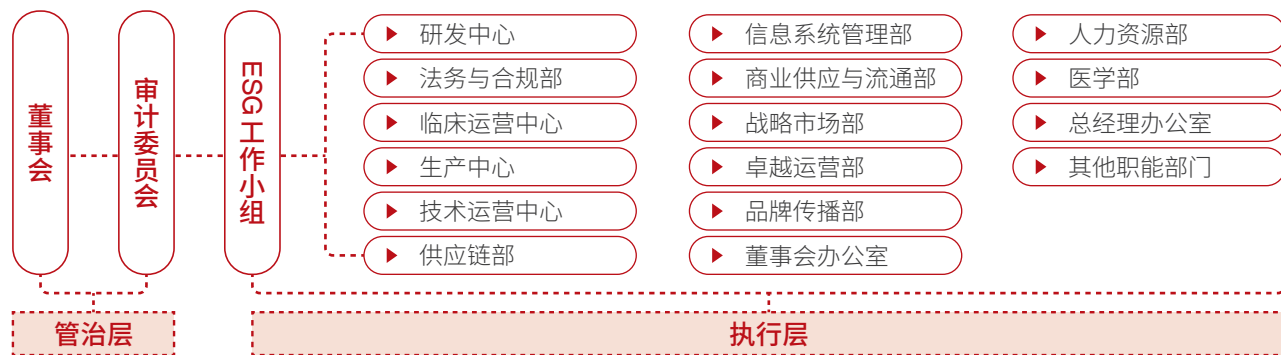 董事会
审计委员会
ESG 工作小组
研发中心
法务与合规部
临床运营中心
生产中心
技术运营中心
供应链部
信息系统管理部
商业供应与流通部
战略市场部
卓越运营部
品牌传播部
董事会办公室
人力资源部
医学部
总经理办公室
其他职能部门
管治层
执行层